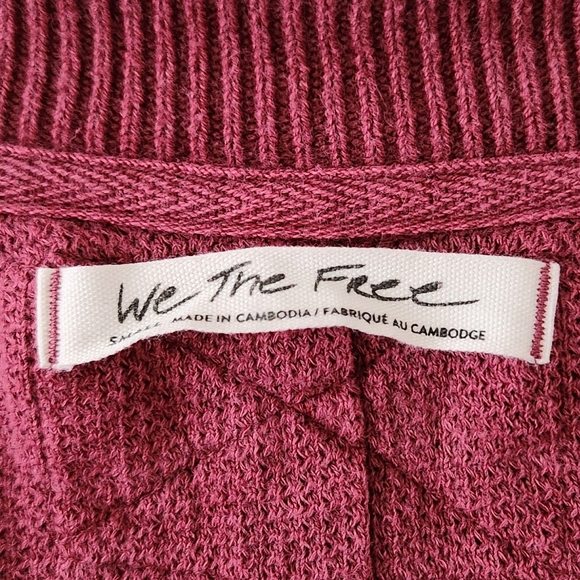 We The Free
SMALL MADE IN CAMBODIA / FABRIQUÉ AU CAMBODGE